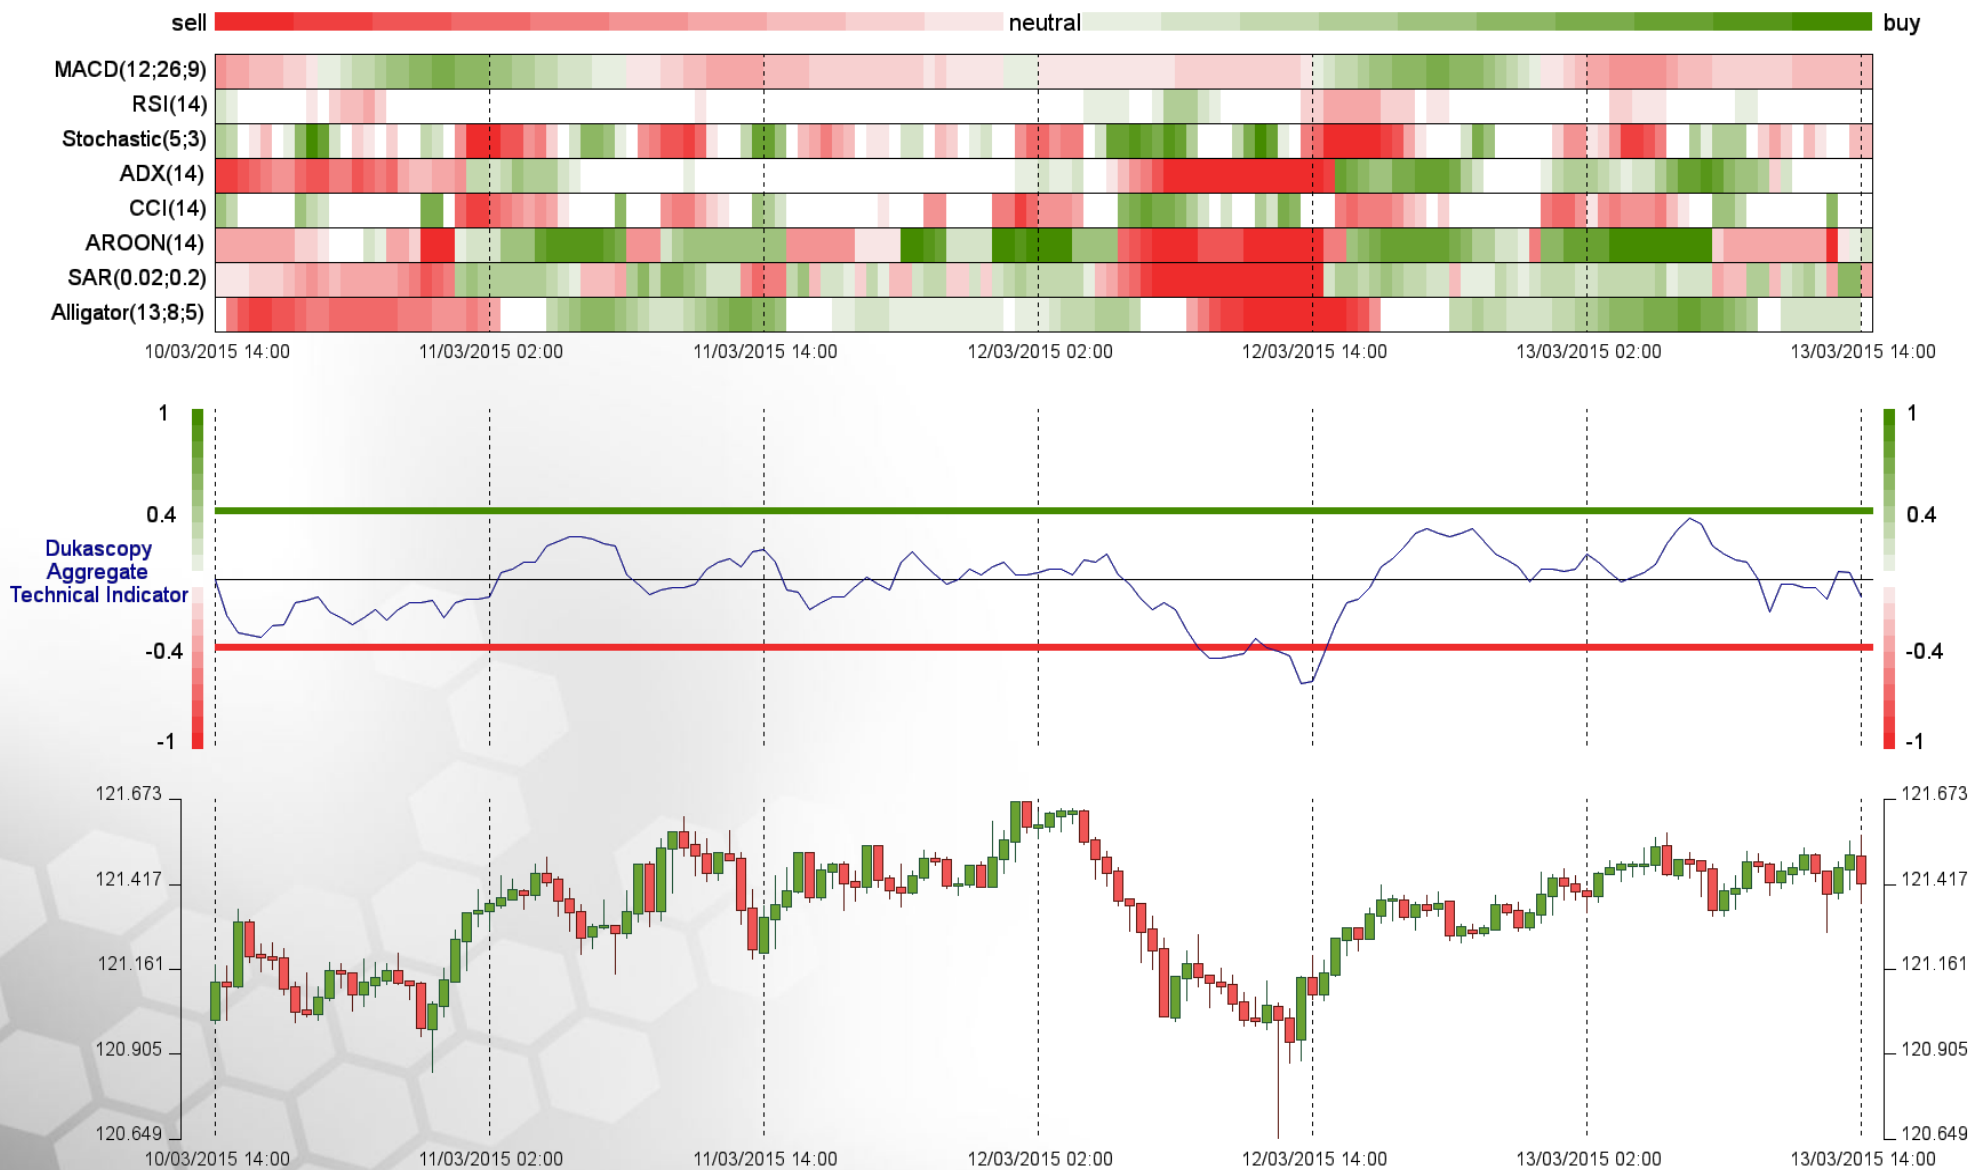 sell neutral buy
MACD(12;26;9)
RSI(14)
Stochastic(5;3)
ADX(14)
CCI(14)
AROON(14)
SAR(0.02;0.2)
Alligator(13;8;5)
10/03/2015 14:00 11/03/2015 02:00 11/03/2015 14:00 12/03/2015 02:00 12/03/2015 14:00 13/03/2015 02:00 13/03/2015 14:00
1 1
0.4 0.4
Dukascopy
Aggregate
Technical Indicator
-0.4 -0.4
-1 -1
121.673 121.673
121.417 121.417
121.161 121.161
120.905 120.905
120.649 120.649
10/03/2015 14:00 11/03/2015 02:00 11/03/2015 14:00 12/03/2015 02:00 12/03/2015 14:00 13/03/2015 02:00 13/03/2015 14:00